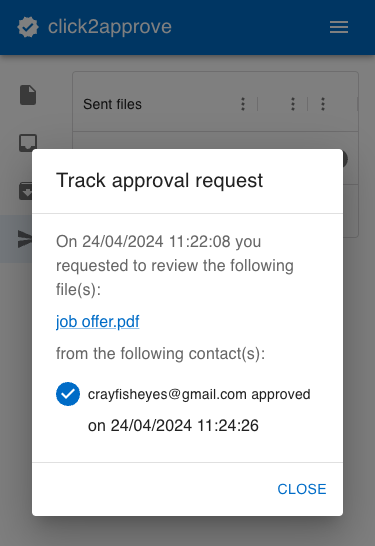 click2approve
Sent files
Track approval request
On 24/04/2024 11:22:08 you
requested to review the following
file(s):
job offer.pdf
from the following contact(s):
crayfisheyes@gmail.com approved
on 24/04/2024 11:24:26
CLOSE